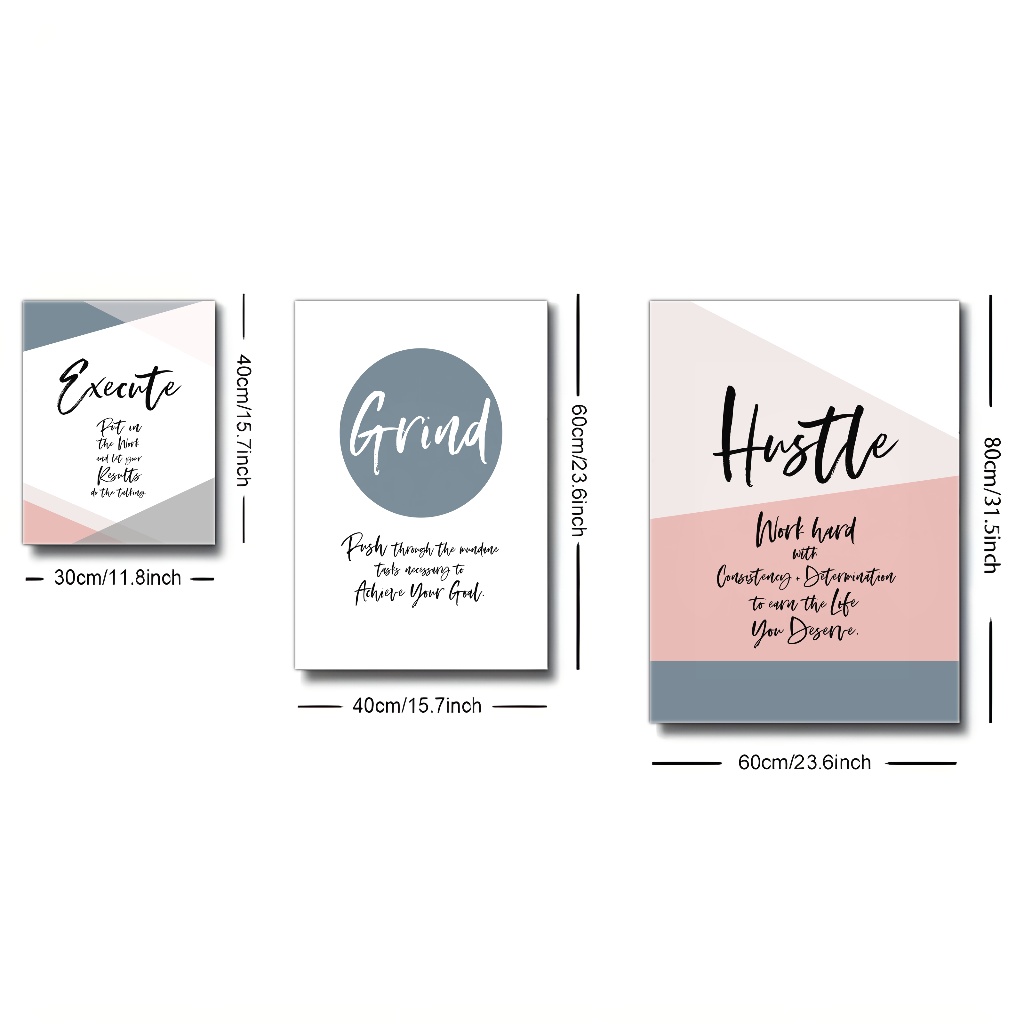 Execute
Put in
the Work
and let your
Results
do the talking
40cm/15.7inch
30cm/11.8inch
Grind
Push through the mundane
tasks necessary to
Achieve Your Goal.
60cm/23.6inch
40cm/15.7inch
Hustle
Work hard
with
Consistency + Determination
to earn the Life
You Deserve.
80cm/31.5inch
60cm/23.6inch